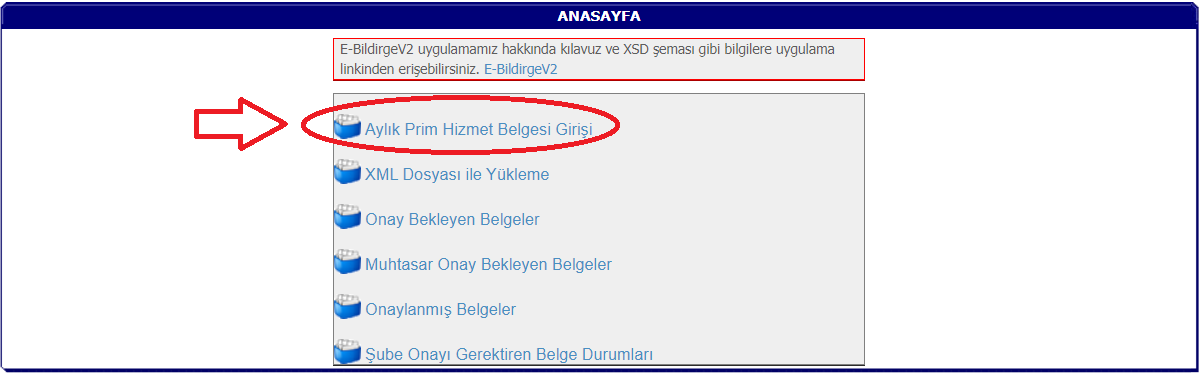 ANASAYFA
E-BildirgeV2 uygulamamız hakkında kılavuz ve XSD şeması gibi bilgilere uygulama
linkinden erişebilirsiniz. E-BildirgeV2
Aylık Prim Hizmet Belgesi Girişi
XML Dosyası ile Yükleme
Onay Bekleyen Belgeler
Muhtasar Onay Bekleyen Belgeler
Onaylanmış Belgeler
Şube Onayı Gerektiren Belge Durumları